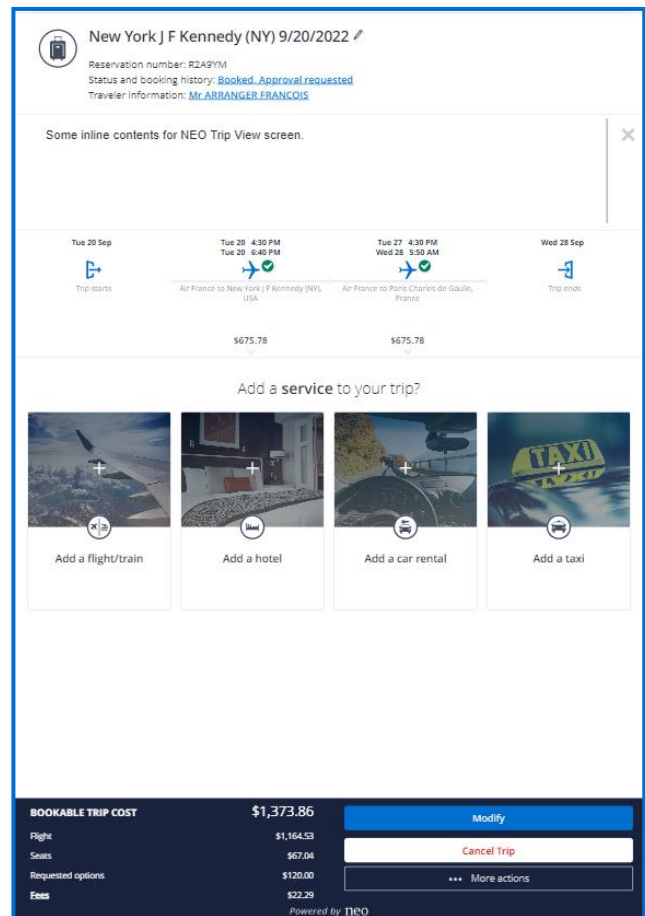 New York J F Kennedy (NY) 9/20/2022
Reservation number: R2A9YM
Status and booking history: Booked, Approval requested
Traveler information: Mr ARRANGER FRANCOIS
Some inline contents for NEO Trip View screen.
Tue 20 Sep
Trip starts
Tue 20 4:30 PM
Tue 20 6:40 PM
Air France to New York J F Kennedy (NY),
USA
$675.78
Tue 27 4:30 PM
Wed 28 5:50 AM
Air France to Paris Charles de Gaulle,
France
$675.78
Wed 28 Sep
Trip ends
Add a service to your trip?
TAXI
Add a flight/train
Add a hotel
Add a car rental
Add a taxi
BOOKABLE TRIP COST $1,373.86
Flight $1,164.53
Seats $67.04
Requested options $120.00
Fees $22.29
Modify
Cancel Trip
••• More actions
Powered by neo